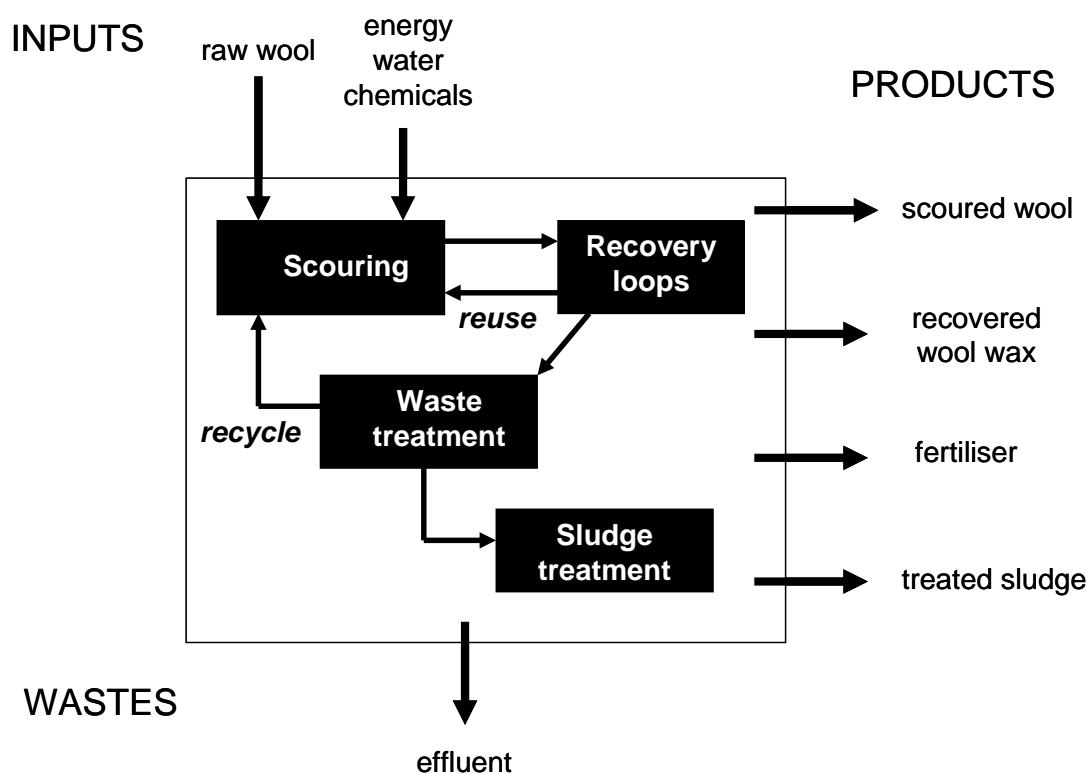 INPUTS
raw wool
energy
water
chemicals
PRODUCTS
scoured wool
Scouring
Recovery
loops
reuse
recovered
wool wax
Waste
treatment
recycle
fertiliser
Sludge
treatment
treated sludge
WASTES
effluent